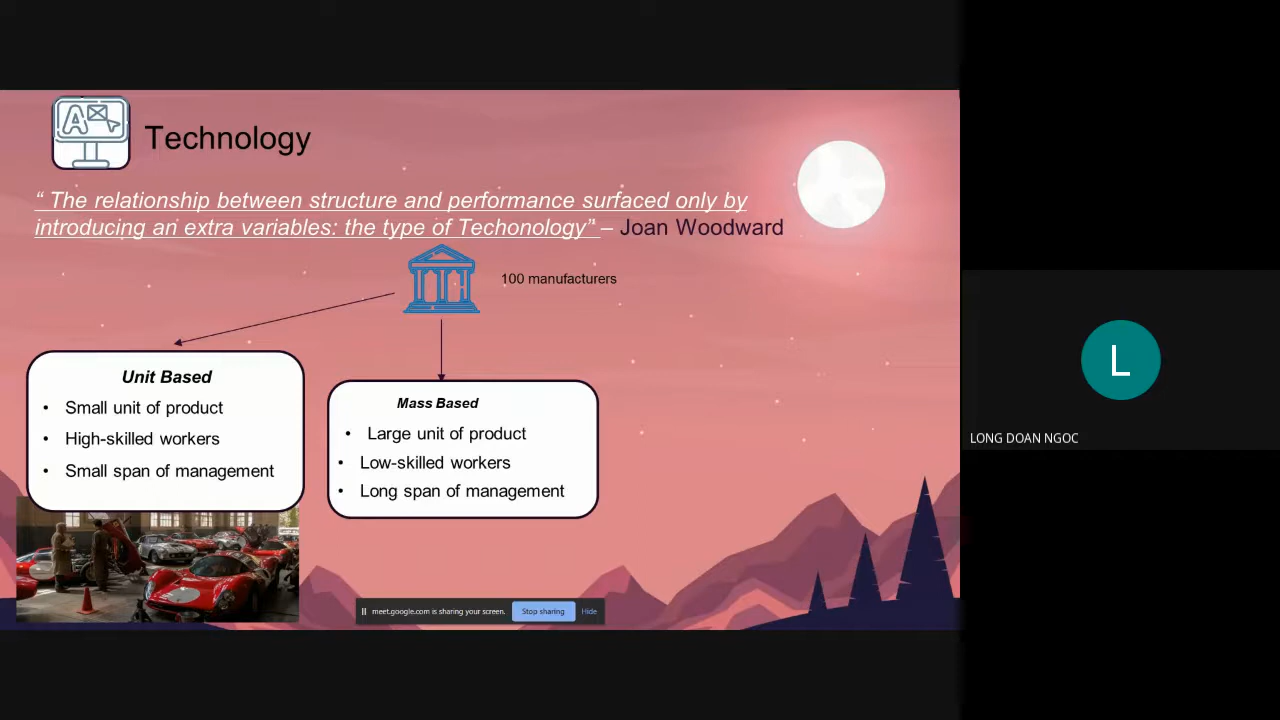 Technology
“ The relationship between structure and performance surfaced only by
introducing an extra variables: the type of Techonology” – Joan Woodward
100 manufacturers
Unit Based
• Small unit of product
• High-skilled workers
• Small span of management
Mass Based
• Large unit of product
• Low-skilled workers
• Long span of management
meet.google.com is sharing your screen. Stop sharing Hide
L
LONG DOAN NGOC